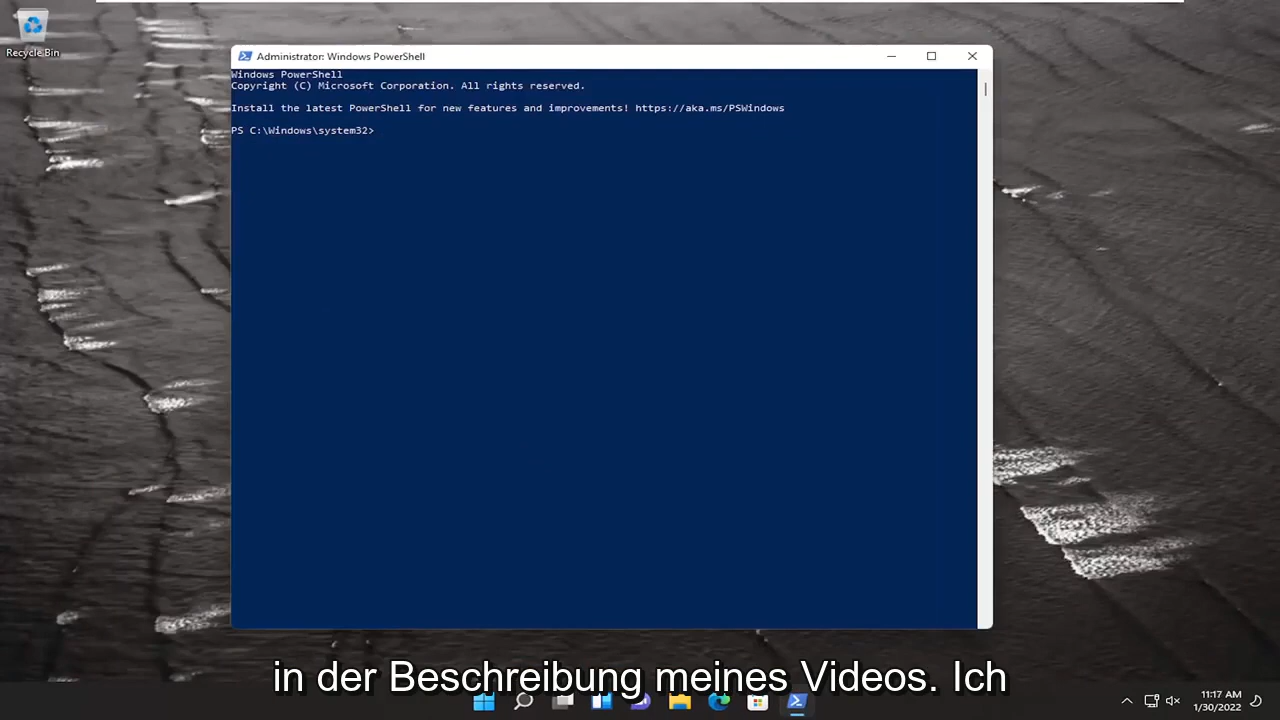 Recycle Bin
Administrator: Windows PowerShell
Windows PowerShell
Copyright (C) Microsoft Corporation. All rights reserved.
Install the latest PowerShell for new features and improvements! https://aka.ms/PSWindows
PS C:\Windows\system32>
in der Beschreibung meines Videos. Ich
11:17 AM
1/30/2022